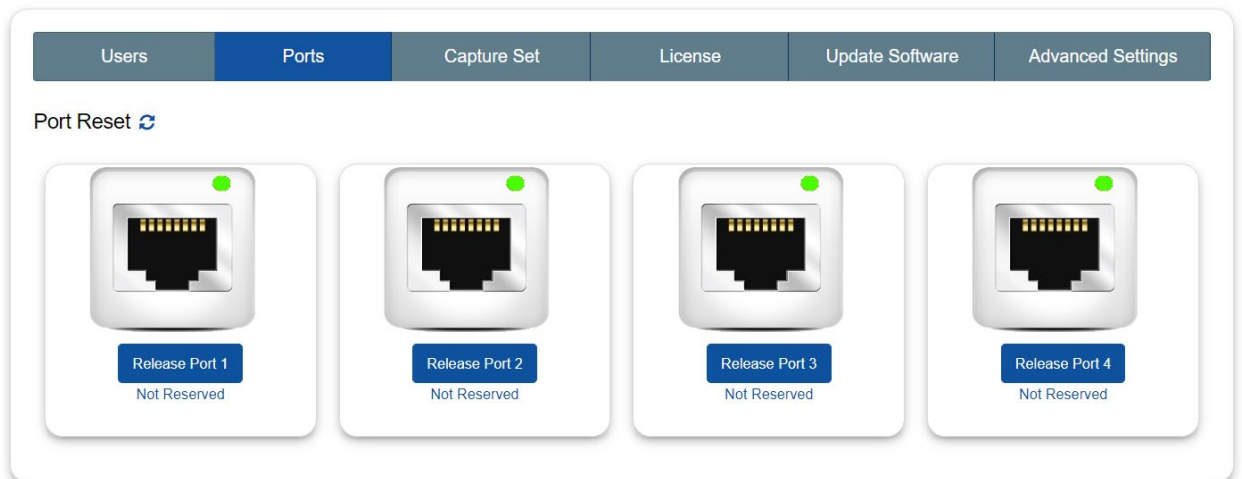 Users Ports Capture Set License Update Software Advanced Settings
Port Reset
Release Port 1 Release Port 2 Release Port 3 Release Port 4
Not Reserved Not Reserved Not Reserved Not Reserved